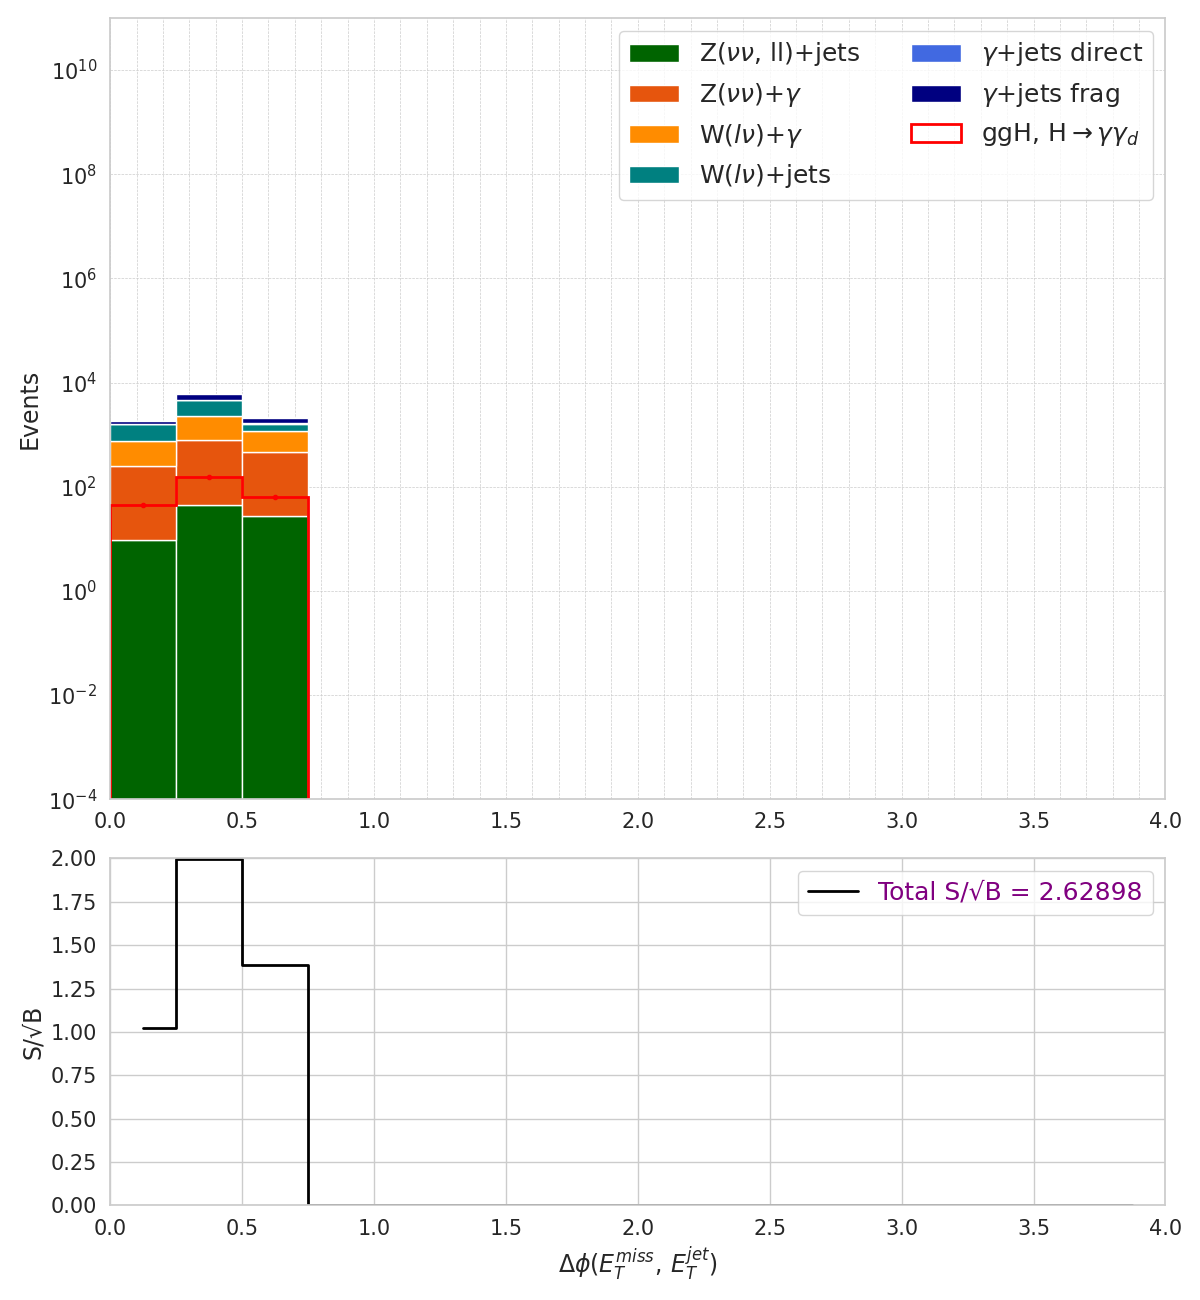 Z(νν, ll)+jets
Z(νν)+γ
W(lν)+γ
W(lν)+jets
γ+jets direct
γ+jets frag
ggH, H→γγ_d
Events
10^10
10^8
10^6
10^4
10^2
10^0
10^−2
10^−4
0.0 0.5 1.0 1.5 2.0 2.5 3.0 3.5 4.0
Total S/√B = 2.62898
S/√B
2.00
1.75
1.50
1.25
1.00
0.75
0.50
0.25
0.00
0.0 0.5 1.0 1.5 2.0 2.5 3.0 3.5 4.0
Δϕ(E_T^miss, E_T^jet)